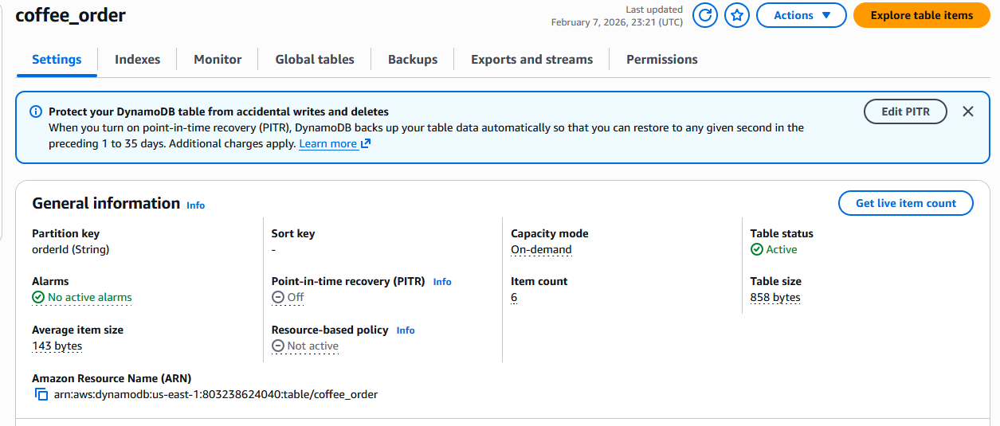 coffee_order
Last updated
February 7, 2026, 23:21 (UTC)
Actions
Explore table items
Settings
Indexes
Monitor
Global tables
Backups
Exports and streams
Permissions
Protect your DynamoDB table from accidental writes and deletes
When you turn on point-in-time recovery (PITR), DynamoDB backs up your table data automatically so that you can restore to any given second in the
preceding 1 to 35 days. Additional charges apply. Learn more
Edit PITR
General information Info
Get live item count
Partition key
orderId (String)
Sort key
-
Capacity mode
On-demand
Table status
Active
Alarms
No active alarms
Point-in-time recovery (PITR) Info
Off
Item count
6
Table size
858 bytes
Average item size
143 bytes
Resource-based policy Info
Not active
Amazon Resource Name (ARN)
arn:aws:dynamodb:us-east-1:803238624040:table/coffee_order